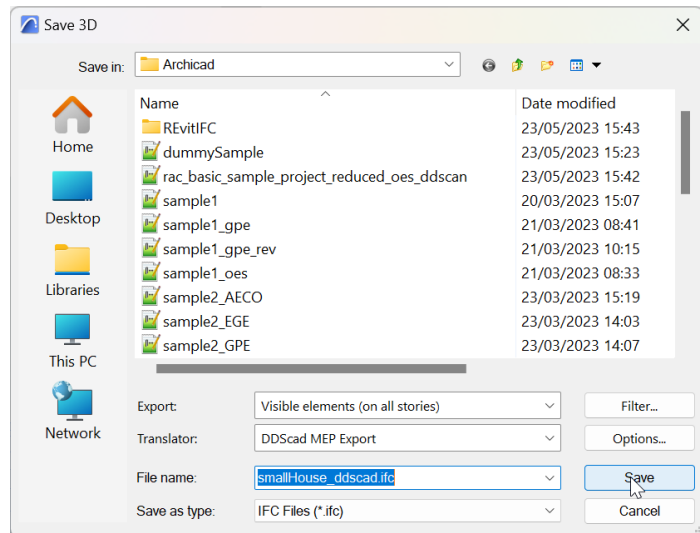 Save 3D
Save in: Archicad
Name Date modified
REvitIFC 23/05/2023 15:43
dummySample 23/05/2023 15:23
rac_basic_sample_project_reduced_oes_ddscan 23/05/2023 15:42
sample1 20/03/2023 15:07
sample1_gpe 21/03/2023 08:41
sample1_gpe_rev 21/03/2023 10:15
sample1_oes 21/03/2023 08:33
sample2_AECO 23/03/2023 15:19
sample2_EGE 23/03/2023 14:03
sample2_GPE 23/03/2023 14:07
Home
Desktop
Libraries
This PC
Network
Export: Visible elements (on all stories) Filter...
Translator: DDScad MEP Export Options...
File name: smallHouse_ddscad.ifc Save
Save as type: IFC Files (*.ifc) Cancel